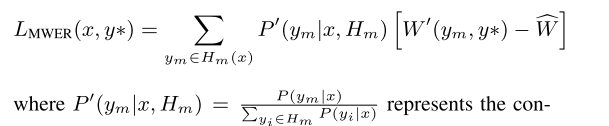 L_MWER(x, y*) = ∑_{y_m∈H_m(x)} P′(y_m|x, H_m) [W′(y_m, y*) − Ŵ]
where P′(y_m|x, H_m) = P(y_m|x) / ∑_{y_i∈H_m} P(y_i|x) represents the con-